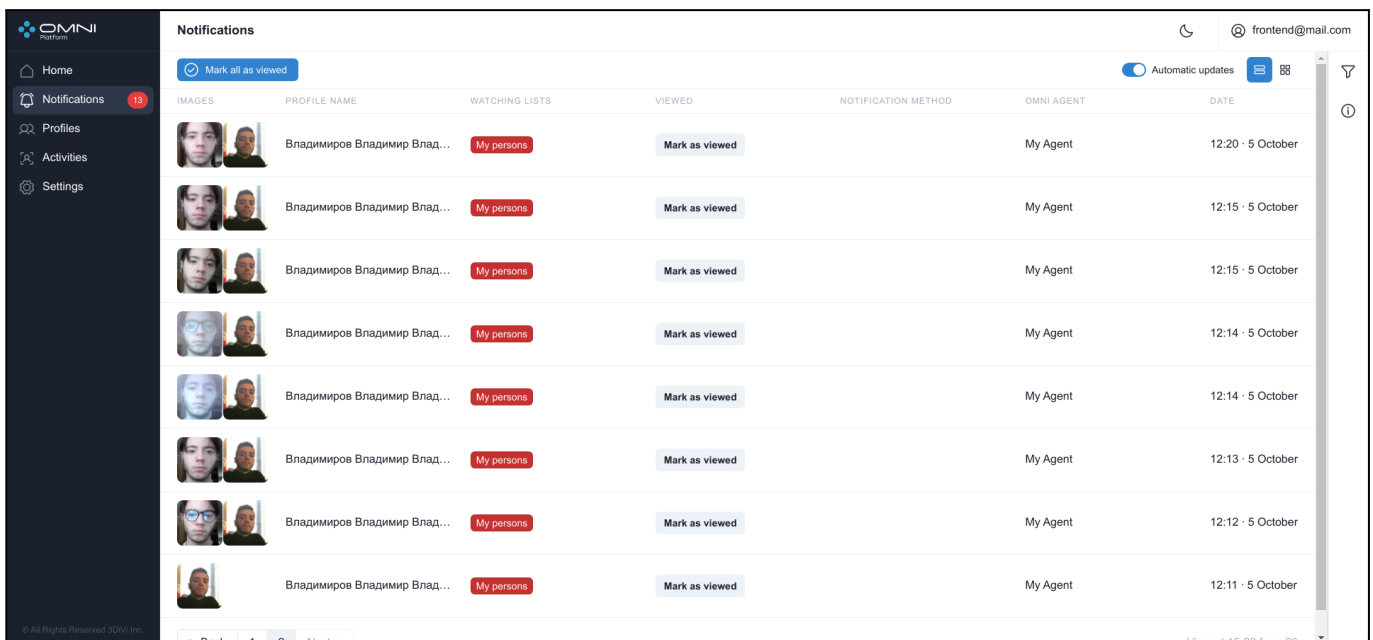 OMNI
Platform
Notifications
frontend@mail.com
Home
Notifications 13
Profiles
Activities
Settings
Mark all as viewed
Automatic updates
IMAGES PROFILE NAME WATCHING LISTS VIEWED NOTIFICATION METHOD OMNI AGENT DATE
Владимиров Владимир Влад... My persons Mark as viewed My Agent 12:20 · 5 October
Владимиров Владимир Влад... My persons Mark as viewed My Agent 12:15 · 5 October
Владимиров Владимир Влад... My persons Mark as viewed My Agent 12:15 · 5 October
Владимиров Владимир Влад... My persons Mark as viewed My Agent 12:14 · 5 October
Владимиров Владимир Влад... My persons Mark as viewed My Agent 12:14 · 5 October
Владимиров Владимир Влад... My persons Mark as viewed My Agent 12:13 · 5 October
Владимиров Владимир Влад... My persons Mark as viewed My Agent 12:12 · 5 October
Владимиров Владимир Влад... My persons Mark as viewed My Agent 12:11 · 5 October
© All Rights Reserved 3DiVi Inc.